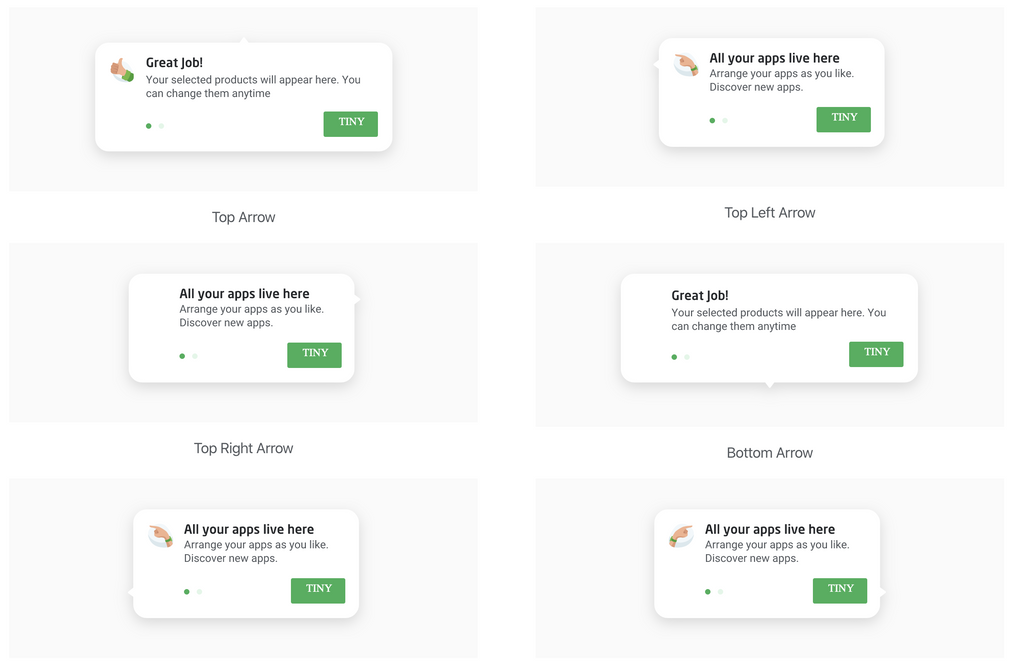 Great Job!
Your selected products will appear here. You
can change them anytime
TINY
Top Arrow
All your apps live here
Arrange your apps as you like.
Discover new apps.
TINY
Top Left Arrow
All your apps live here
Arrange your apps as you like.
Discover new apps.
TINY
Top Right Arrow
Great Job!
Your selected products will appear here. You
can change them anytime
TINY
Bottom Arrow
All your apps live here
Arrange your apps as you like.
Discover new apps.
TINY
All your apps live here
Arrange your apps as you like.
Discover new apps.
TINY